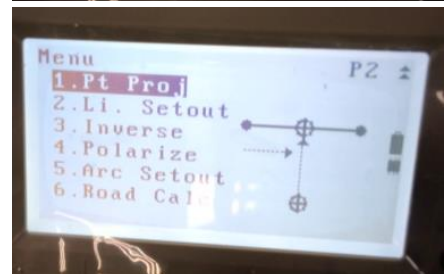 Menu P2
1.Pt Proj
2.Li. Setout
3.Inverse
4.Polarize
5.Arc Setout
6.Road Calc